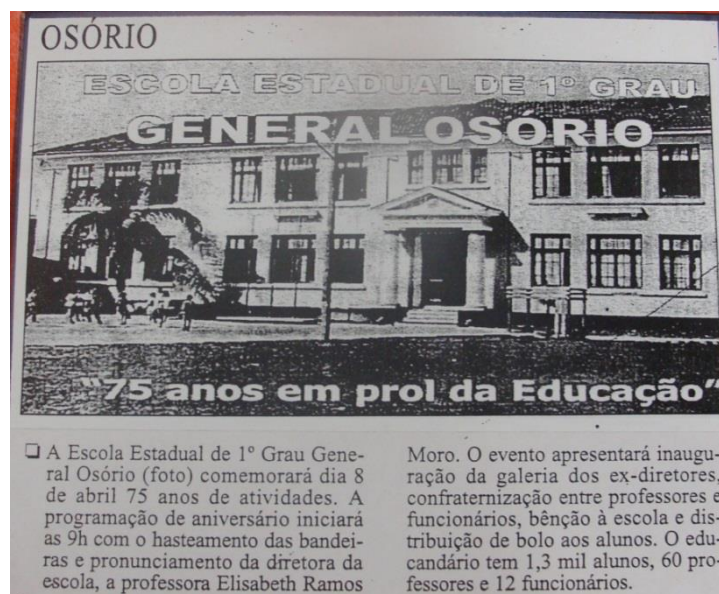 OSÓRIO
ESCOLA ESTADUAL DE 1º GRAU
GENERAL OSÓRIO
"75 anos em prol da Educação"
❑ A Escola Estadual de 1º Grau Gene-
ral Osório (foto) comemorará dia 8
de abril 75 anos de atividades. A
programação de aniversário iniciará
as 9h com o hasteamento das bandei-
ras e pronunciamento da diretora da
escola, a professora Elisabeth Ramos
Moro. O evento apresentará inaugu-
ração da galeria dos ex-diretores,
confraternização entre professores e
funcionários, bênção à escola e dis-
tribuição de bolo aos alunos. O edu-
candário tem 1,3 mil alunos, 60 pro-
fessores e 12 funcionários.